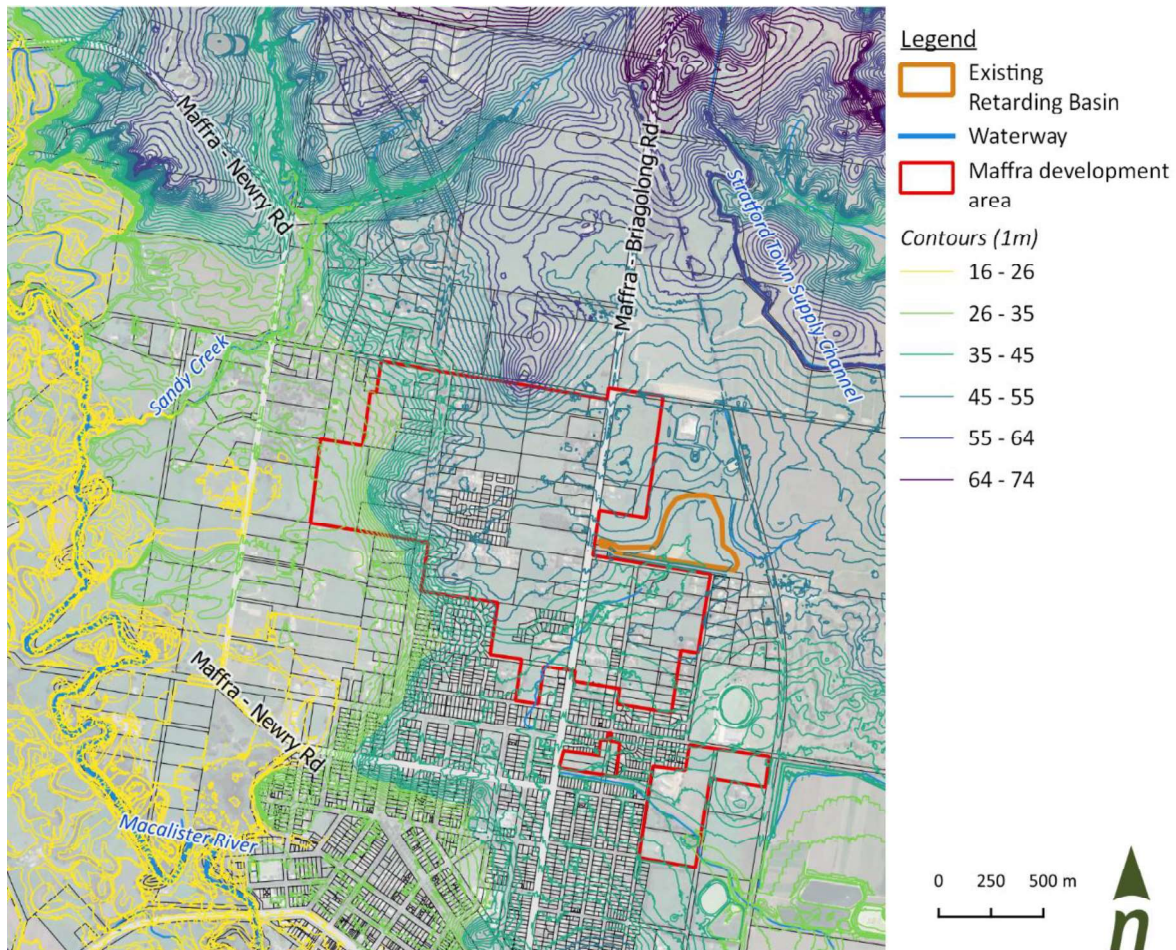 Maffra - Newry Rd
Maffra - Briagolong Rd
Stratford Town Supply Channel
Sandy Creek
Maffra - Newry Rd
Macalister River
Legend
Existing
Retarding Basin
Waterway
Maffra development
area
Contours (1m)
16 - 26
26 - 35
35 - 45
45 - 55
55 - 64
64 - 74
0 250 500 m
n